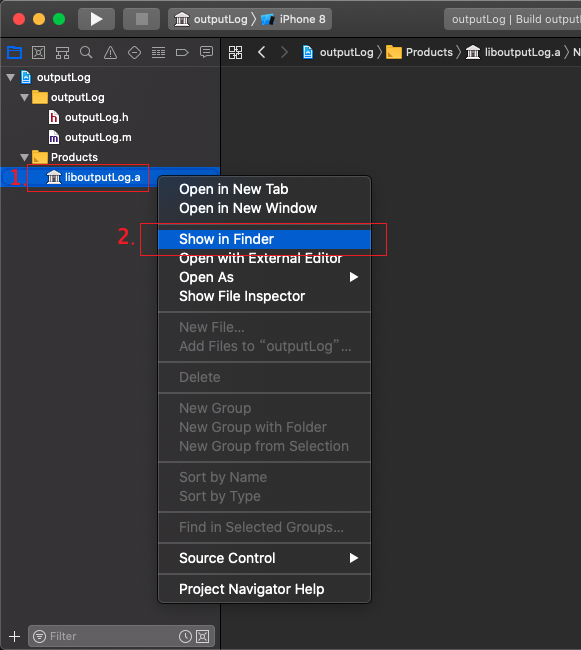 outputLog 〉 iPhone 8
outputLog | Build output
outputLog 〉 Products 〉 liboutputLog.a 〉 N
outputLog
outputLog
h outputLog.h
m outputLog.m
Products
1. liboutputLog.a
Open in New Tab
Open in New Window
2. Show in Finder
Open with External Editor
Open As
Show File Inspector
New File...
Add Files to “outputLog”...
Delete
New Group
New Group with Folder
New Group from Selection
Sort by Name
Sort by Type
Find in Selected Groups...
Source Control
Project Navigator Help
Filter